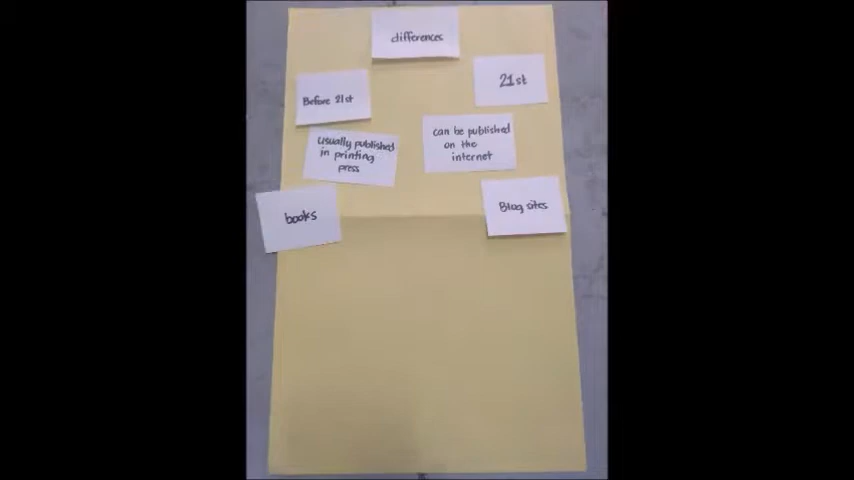 differences
Before 21st
21st
usually published
in printing
press
can be published
on the
internet
books
Blog sites